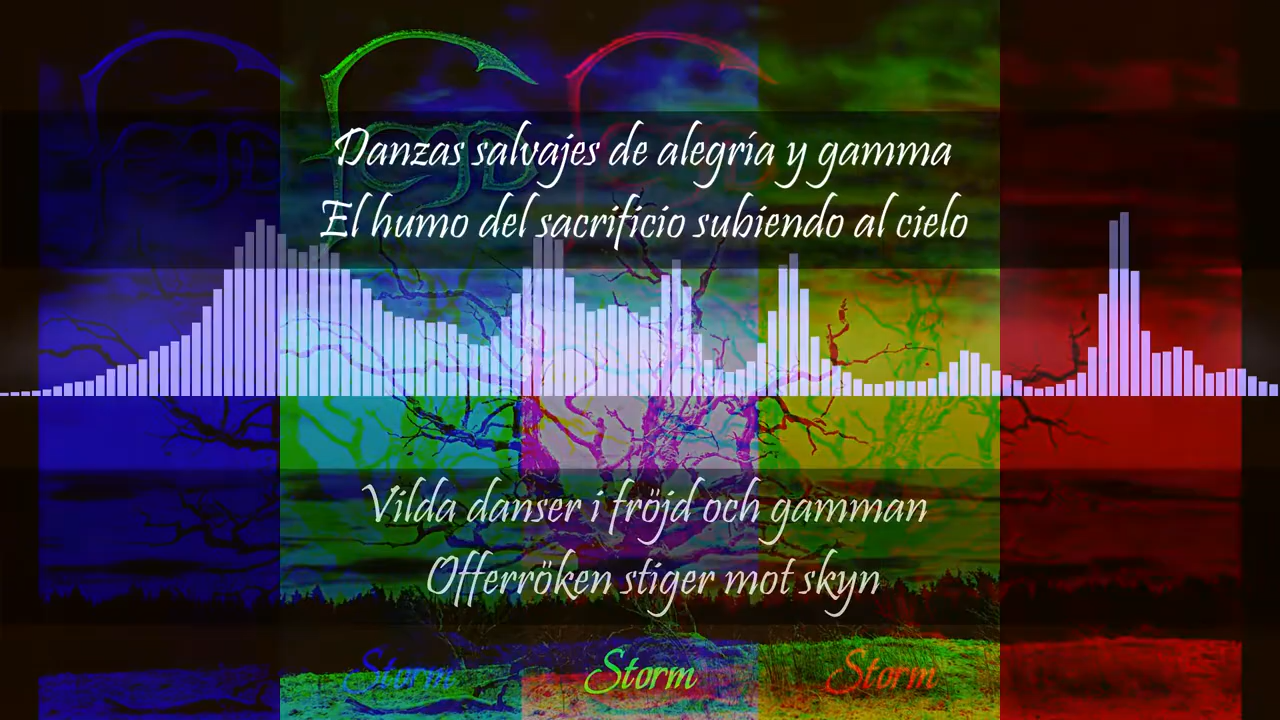 Danzas salvajes de alegría y gamma
El humo del sacrificio subiendo al cielo
Vilda danser i fröjd och gamman
Offerröken stiger mot skyn
Storm Storm Storm